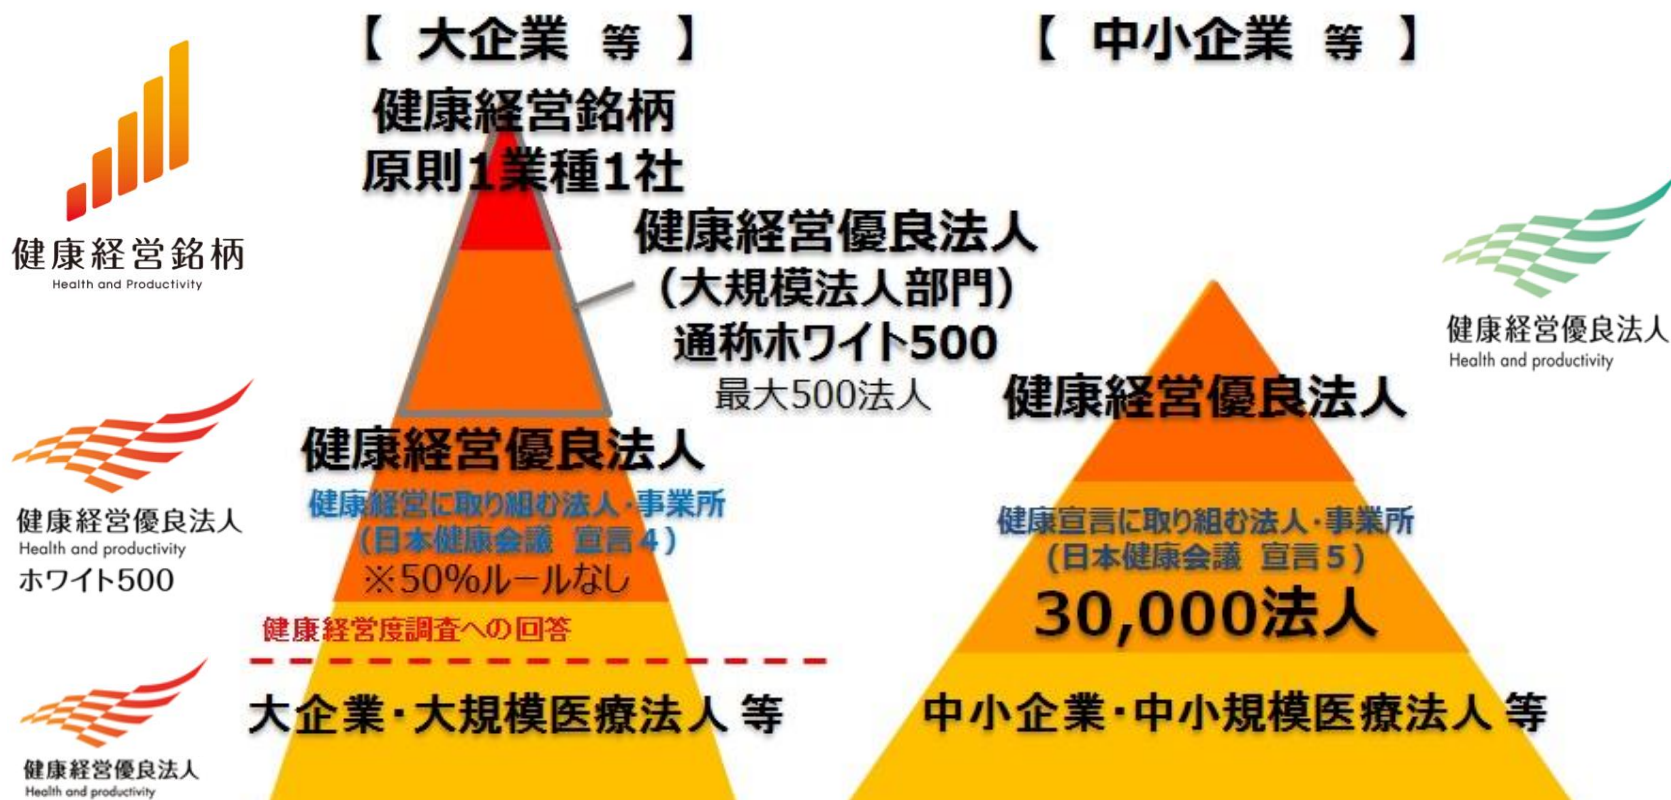 【 大企業 等 】
健康経営銘柄
原則1業種1社
健康経営優良法人
（大規模法人部門）
通称ホワイト500
最大500法人
健康経営優良法人
健康経営に取り組む法人・事業所
（日本健康会議 宣言４）
※50％ルールなし
健康経営度調査への回答
大企業・大規模医療法人 等
健康経営銘柄
Health and Productivity
健康経営優良法人
Health and productivity
ホワイト500
健康経営優良法人
Health and productivity
【 中小企業 等 】
健康経営優良法人
健康宣言に取り組む法人・事業所
（日本健康会議 宣言５）
30,000法人
中小企業・中小規模医療法人 等
健康経営優良法人
Health and productivity